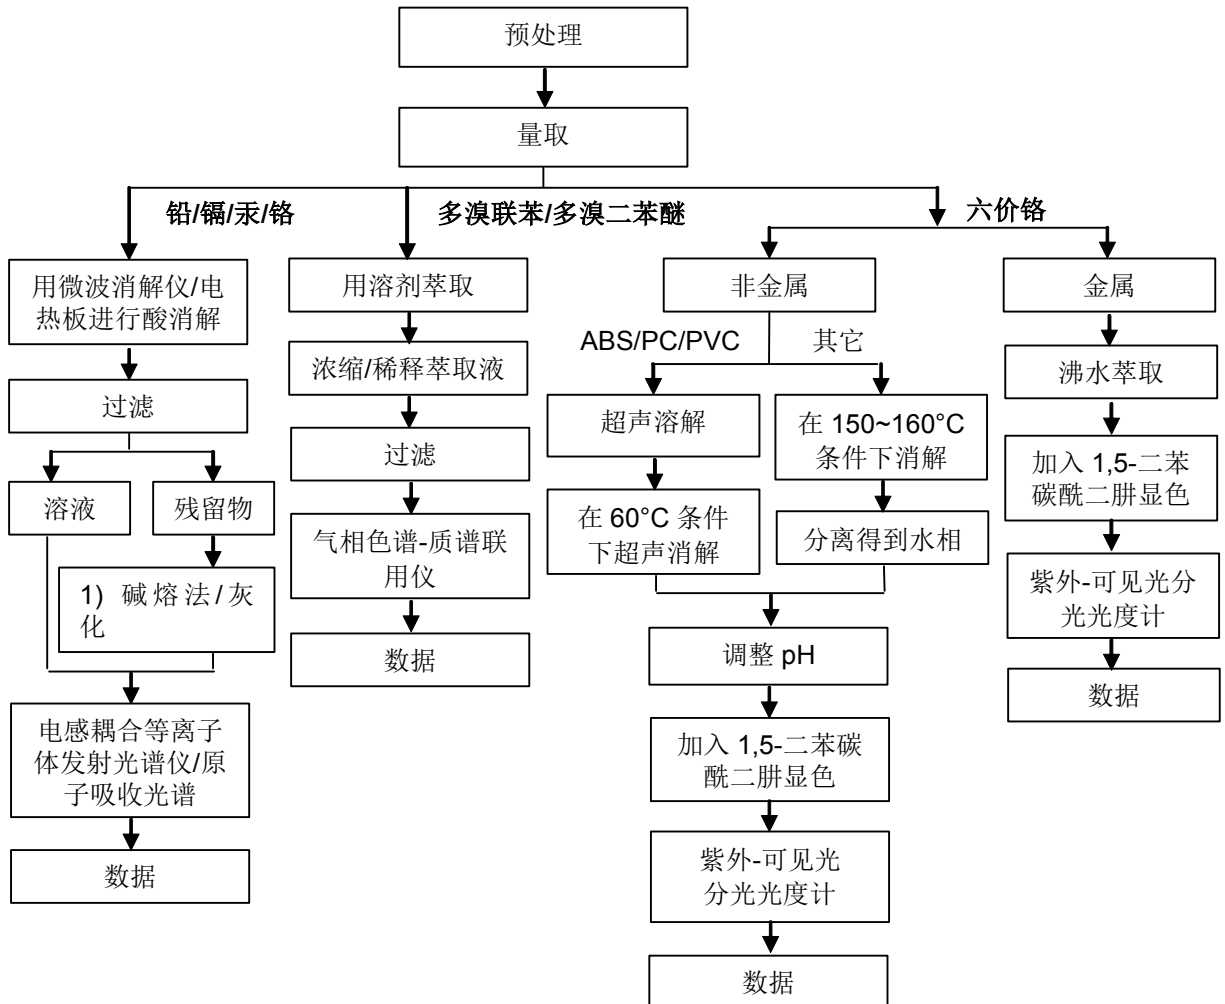 预处理
量取
铅/镉/汞/铬
多溴联苯/多溴二苯醚
六价铬
用微波消解仪/电
热板进行酸消解
过滤
溶液
残留物
1) 碱熔法/灰
化
电感耦合等离子
体发射光谱仪/原
子吸收光谱
数据
用溶剂萃取
浓缩/稀释萃取液
过滤
气相色谱-质谱联
用仪
数据
非金属
ABS/PC/PVC
其它
超声溶解
在 60°C 条件
下超声消解
在 150~160°C
条件下消解
分离得到水相
调整 pH
加入 1,5-二苯碳
酰二肼显色
紫外-可见光
分光光度计
数据
金属
沸水萃取
加入 1,5-二苯
碳酰二肼显色
紫外-可见光分
光光度计
数据